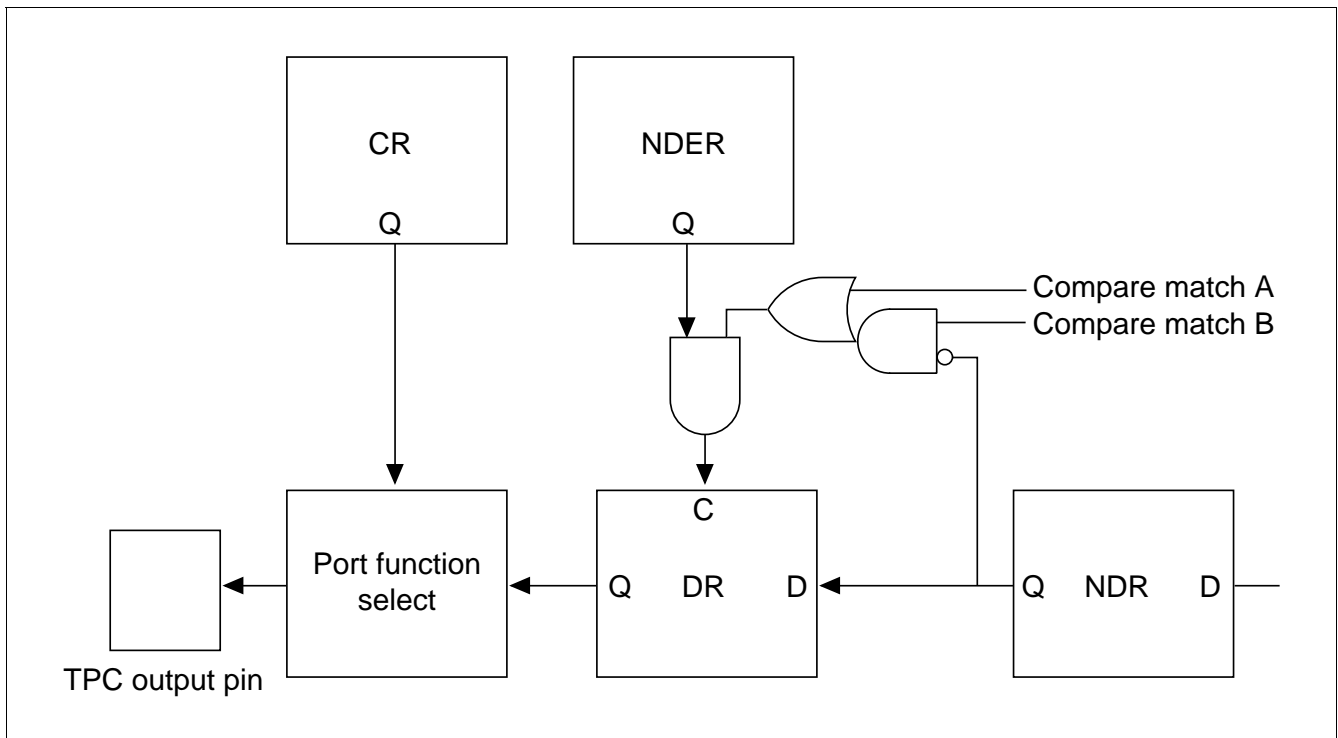 CR
Q
NDER
Q
Compare match A
Compare match B
C
Port function
select
Q
DR
D
Q
NDR
D
TPC output pin